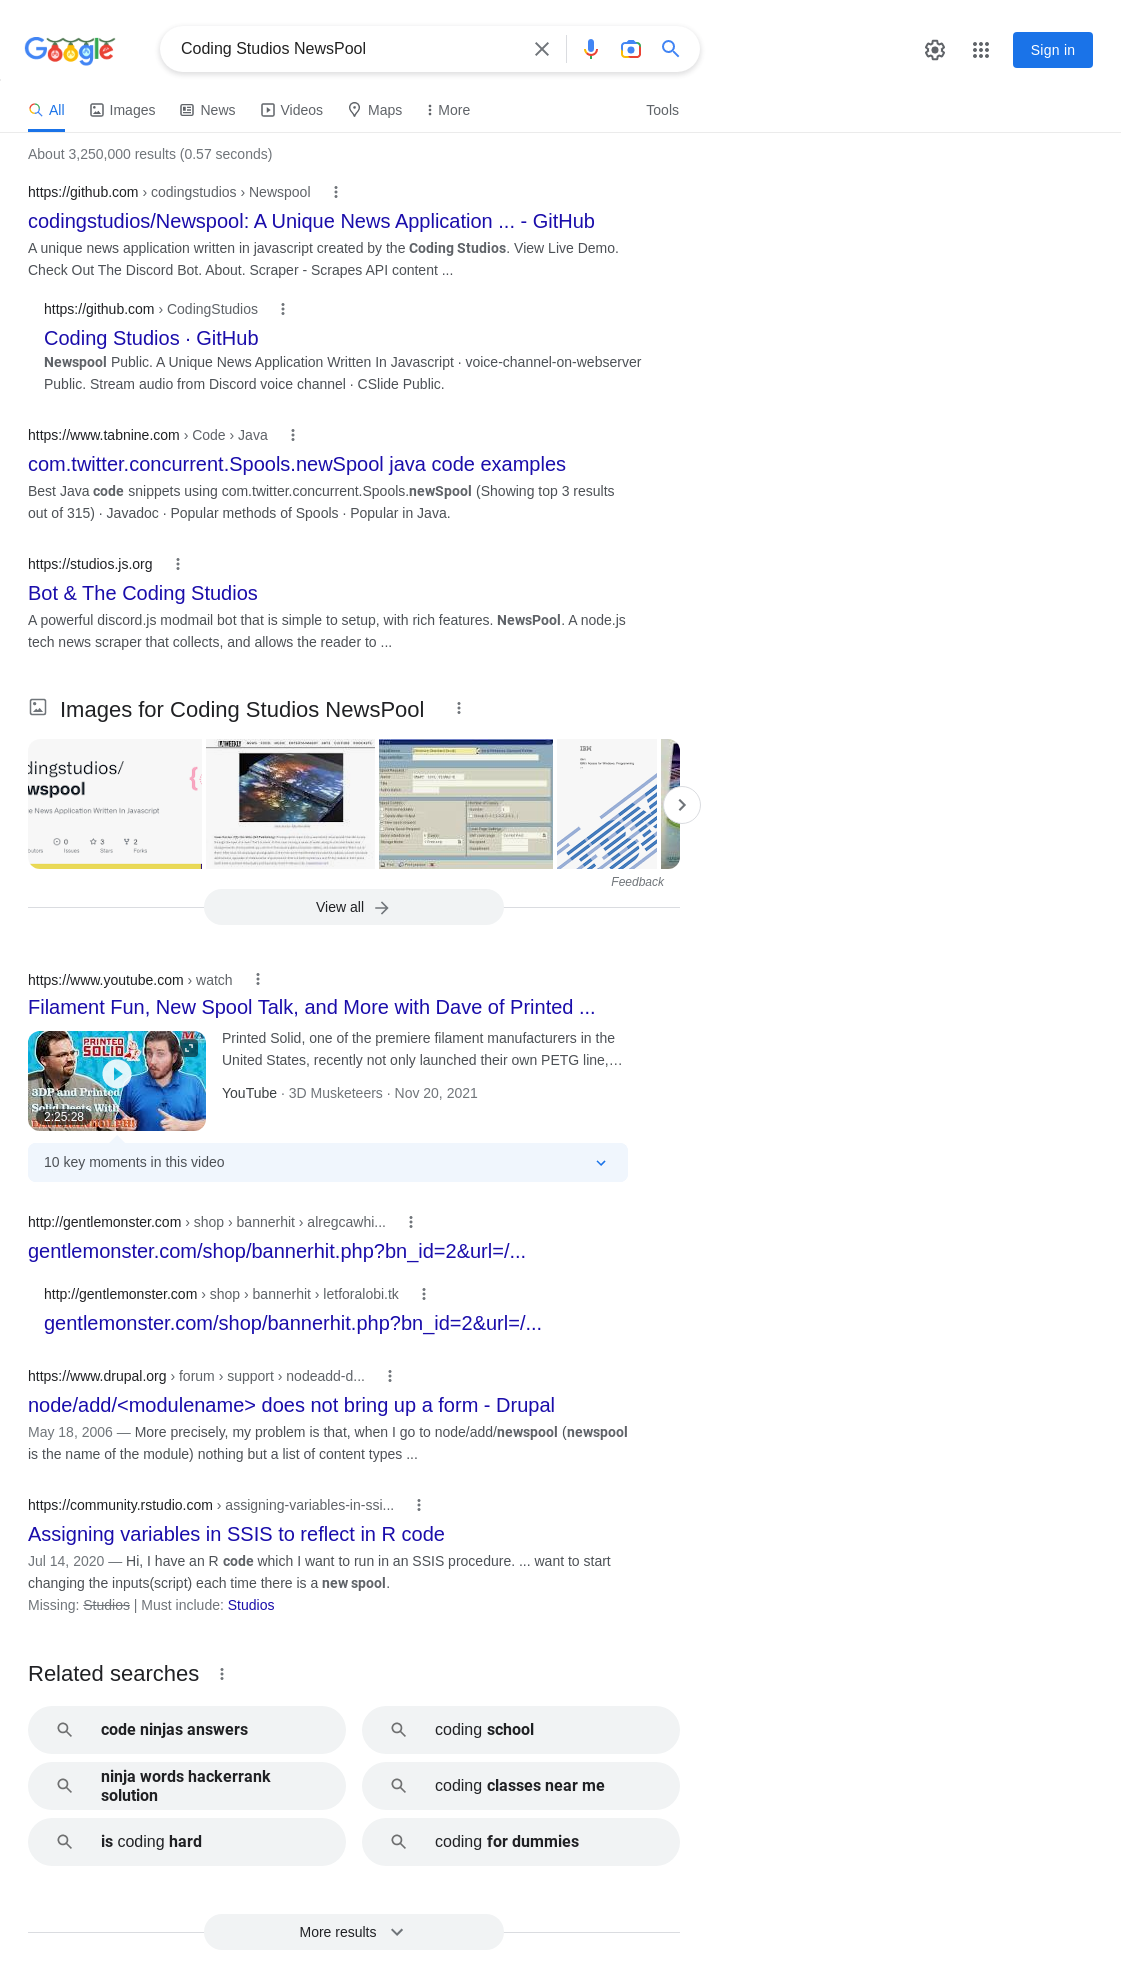 Google
Coding Studios NewsPool
Sign in
All
Images
News
Videos
Maps
More
Tools
About 3,250,000 results (0.57 seconds)
https://github.com › codingstudios › Newspool
codingstudios/Newspool: A Unique News Application ... - GitHub
A unique news application written in javascript created by the Coding Studios. View Live Demo.
Check Out The Discord Bot. About. Scraper - Scrapes API content ...
https://github.com › CodingStudios
Coding Studios · GitHub
Newspool Public. A Unique News Application Written In Javascript · voice-channel-on-webserver
Public. Stream audio from Discord voice channel · CSlide Public.
https://www.tabnine.com › Code › Java
com.twitter.concurrent.Spools.newSpool java code examples
Best Java code snippets using com.twitter.concurrent.Spools.newSpool (Showing top 3 results
out of 315) · Javadoc · Popular methods of Spools · Popular in Java.
https://studios.js.org
Bot & The Coding Studios
A powerful discord.js modmail bot that is simple to setup, with rich features. NewsPool. A node.js
tech news scraper that collects, and allows the reader to ...
Images for Coding Studios NewsPool
dingstudios/
wspool
e News Application Written In Javascript
0
3
2
Issues
Stars
Forks
IBM
Feedback
View all
https://www.youtube.com › watch
Filament Fun, New Spool Talk, and More with Dave of Printed ...
PRINTED
SOLID
3DP and Printed
Solid Deets With
2:25:28
Printed Solid, one of the premiere filament manufacturers in the
United States, recently not only launched their own PETG line,…
YouTube · 3D Musketeers · Nov 20, 2021
10 key moments in this video
http://gentlemonster.com › shop › bannerhit › alregcawhi...
gentlemonster.com/shop/bannerhit.php?bn_id=2&url=/...
http://gentlemonster.com › shop › bannerhit › letforalobi.tk
gentlemonster.com/shop/bannerhit.php?bn_id=2&url=/...
https://www.drupal.org › forum › support › nodeadd-d...
node/add/<modulename> does not bring up a form - Drupal
May 18, 2006 — More precisely, my problem is that, when I go to node/add/newspool (newspool
is the name of the module) nothing but a list of content types ...
https://community.rstudio.com › assigning-variables-in-ssi...
Assigning variables in SSIS to reflect in R code
Jul 14, 2020 — Hi, I have an R code which I want to run in an SSIS procedure. ... want to start
changing the inputs(script) each time there is a new spool.
Missing: Studios | Must include: Studios
Related searches
code ninjas answers
coding school
ninja words hackerrank
solution
coding classes near me
is coding hard
coding for dummies
More results